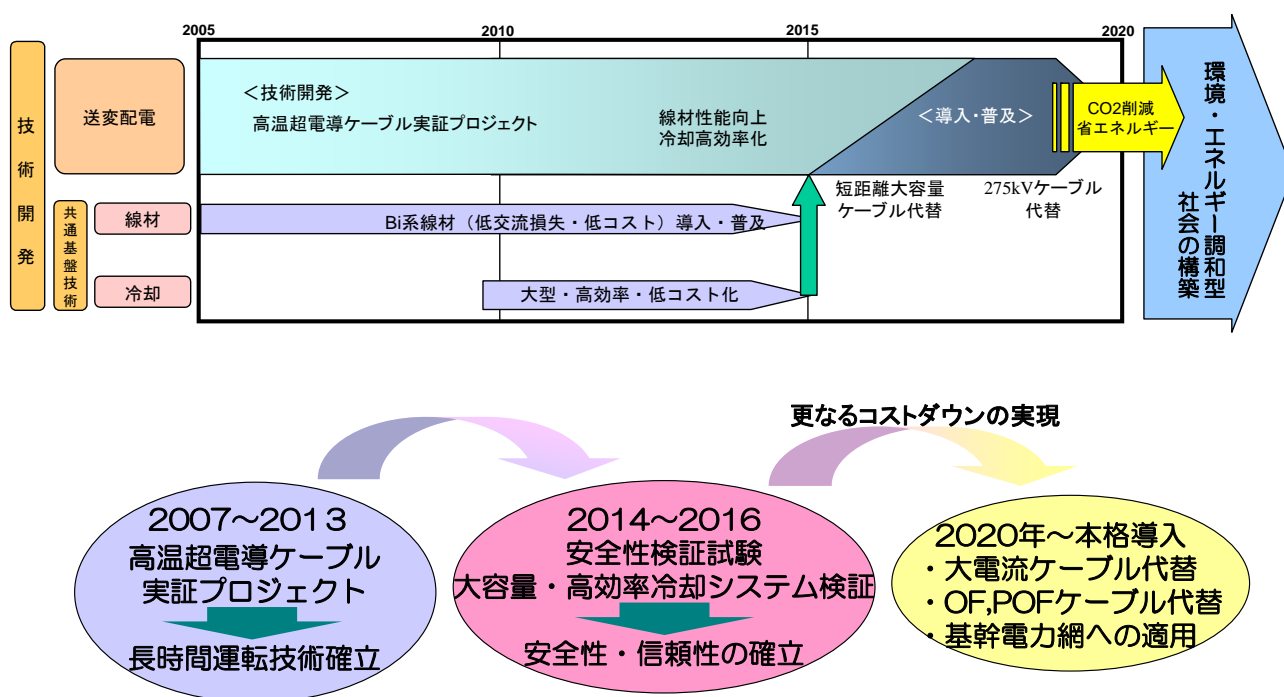 2005
2010
2015
2020
技術開発
送変配電
共通基盤技術
線材
冷却
＜技術開発＞
高温超電導ケーブル実証プロジェクト
線材性能向上
冷却高効率化
＜導入・普及＞
CO2削減
省エネルギー
短距離大容量
ケーブル代替
275kVケーブル
代替
Bi系線材（低交流損失・低コスト）導入・普及
大型・高効率・低コスト化
環境・エネルギー調和型
社会の構築
更なるコストダウンの実現
2007～2013
高温超電導ケーブル
実証プロジェクト
長時間運転技術確立
2014～2016
安全性検証試験
大容量・高効率冷却システム検証
安全性・信頼性の確立
2020年～本格導入
・大電流ケーブル代替
・OF,POFケーブル代替
・基幹電力網への適用